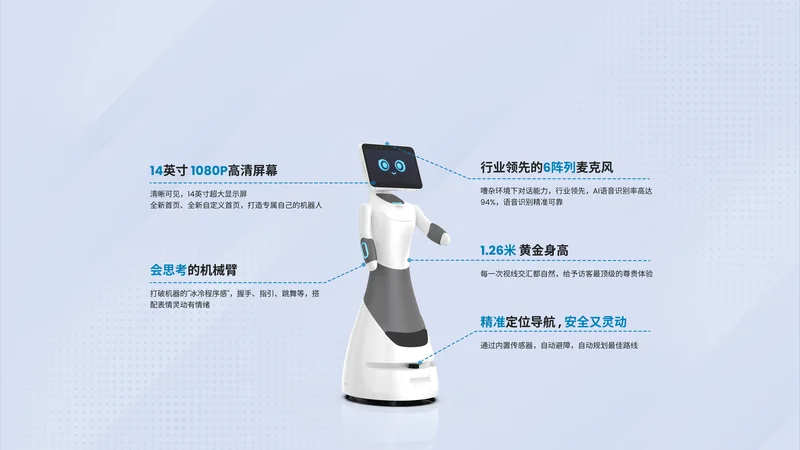 14英寸 1080P高清屏幕
清晰可见，14英寸超大显示屏
全新首页、全新自定义首页，打造专属自己的机器人
会思考的机械臂
打破机器的“冰冷程序感”，握手、指引、跳舞等，搭
配表情灵动有情绪
行业领先的6阵列麦克风
嘈杂环境下对话能力，行业领先，AI语音识别率高达
94%，语音识别精准可靠
1.26米 黄金身高
每一次视线交汇都自然，给予访客最顶级的尊贵体验
精准定位导航，安全又灵动
通过内置传感器，自动避障，自动规划最佳路线